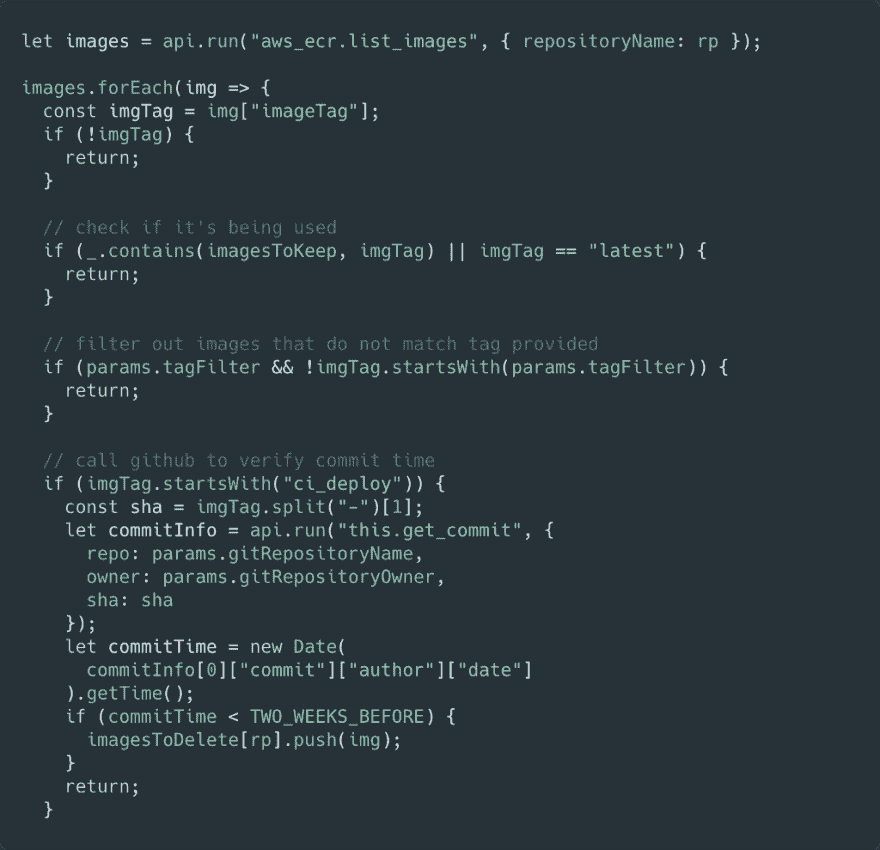 let images = api.run("aws_ecr.list_images", { repositoryName: rp });
images.forEach(img => {
const imgTag = img["imageTag"];
if (!imgTag) {
return;
}
// check if it's being used
if (_.contains(imagesToKeep, imgTag) || imgTag == "latest") {
return;
}
// filter out images that do not match tag provided
if (params.tagFilter && !imgTag.startsWith(params.tagFilter)) {
return;
}
// call github to verify commit time
if (imgTag.startsWith("ci_deploy")) {
const sha = imgTag.split("-")[1];
let commitInfo = api.run("this.get_commit", {
repo: params.gitRepositoryName,
owner: params.gitRepositoryOwner,
sha: sha
});
let commitTime = new Date(
commitInfo[0]["commit"]["author"]["date"]
).getTime();
if (commitTime < TWO_WEEKS_BEFORE) {
imagesToDelete[rp].push(img);
}
return;
}